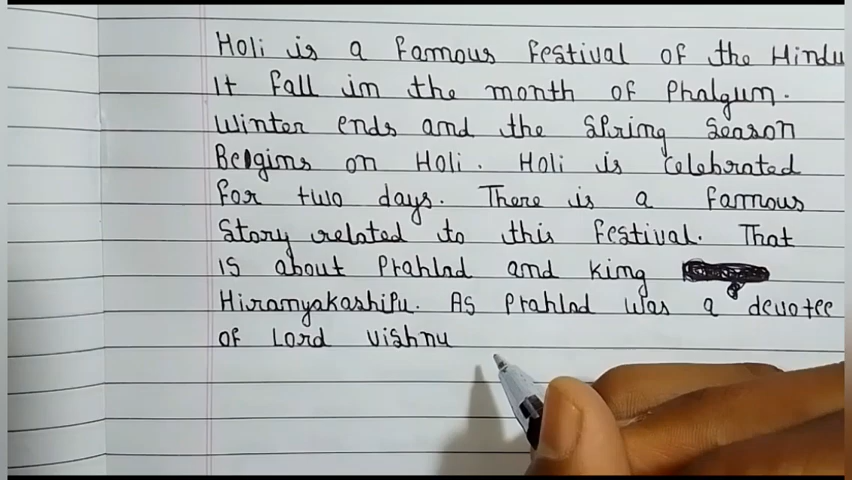 Holi is a famous festival of the Hindu
It fall in the month of Phalgun.
Winter ends and the Spring Season
Belgins on Holi. Holi is celebrated
for two days. There is a famous
Story related to this festival. That
is about Prahlad and king
Hiranyakashipu. As Prahlad was a devotee
of Lord Vishnu